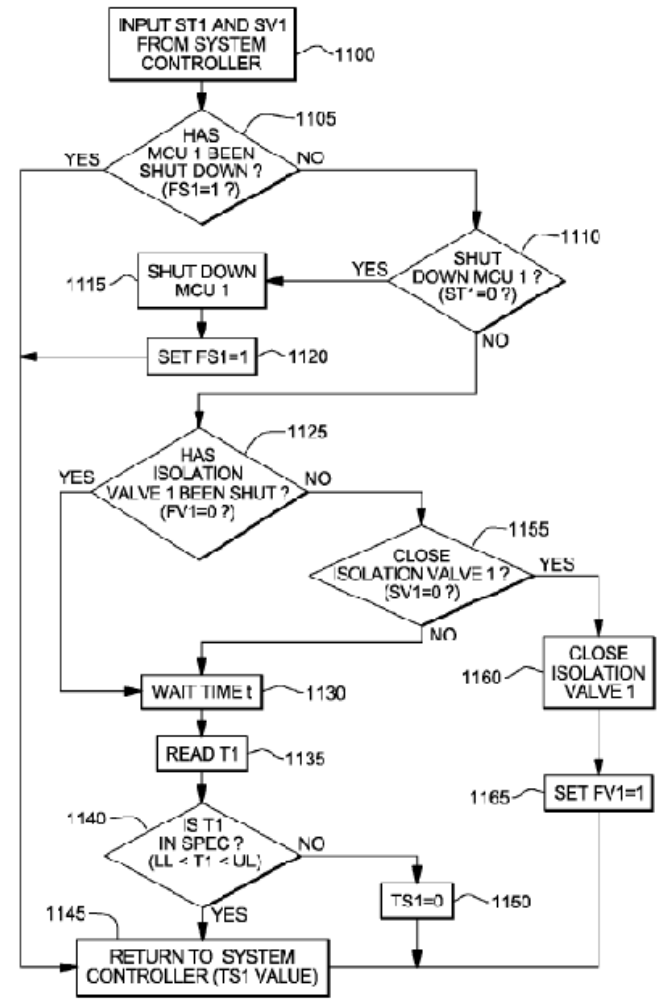 INPUT ST1 AND SV1
FROM SYSTEM
CONTROLLER
1100
1105
HAS
MCU 1 BEEN
SHUT DOWN ?
(FS1=1 ?)
YES
NO
1110
SHUT
DOWN MCU 1 ?
(ST1=0 ?)
YES
NO
1115
SHUT DOWN
MCU 1
SET FS1=1
1120
1125
HAS
ISOLATION
VALVE 1 BEEN SHUT ?
(FV1=0 ?)
YES
NO
1155
CLOSE
ISOLATION VALVE 1 ?
(SV1=0 ?)
YES
NO
1160
CLOSE
ISOLATION
VALVE 1
WAIT TIME t
1130
READ T1
1135
1165
SET FV1=1
1140
IS T1
IN SPEC ?
(LL < T1 < UL)
NO
YES
TS1=0
1150
1145
RETURN TO SYSTEM
CONTROLLER (TS1 VALUE)